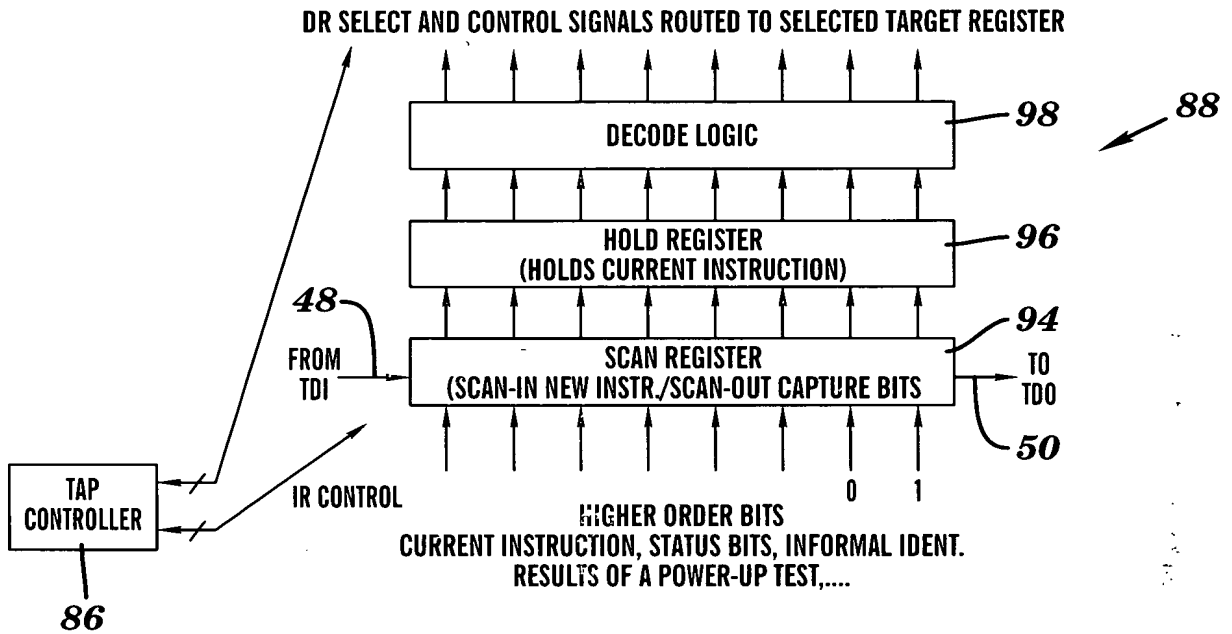 DR SELECT AND CONTROL SIGNALS ROUTED TO SELECTED TARGET REGISTER
DECODE LOGIC
98
88
HOLD REGISTER
(HOLDS CURRENT INSTRUCTION)
96
48
94
FROM
TDI
SCAN REGISTER
(SCAN-IN NEW INSTR./SCAN-OUT CAPTURE BITS
TO
TDO
50
TAP
CONTROLLER
86
IR CONTROL
0 1
HIGHER ORDER BITS
CURRENT INSTRUCTION, STATUS BITS, INFORMAL IDENT.
RESULTS OF A POWER-UP TEST,....